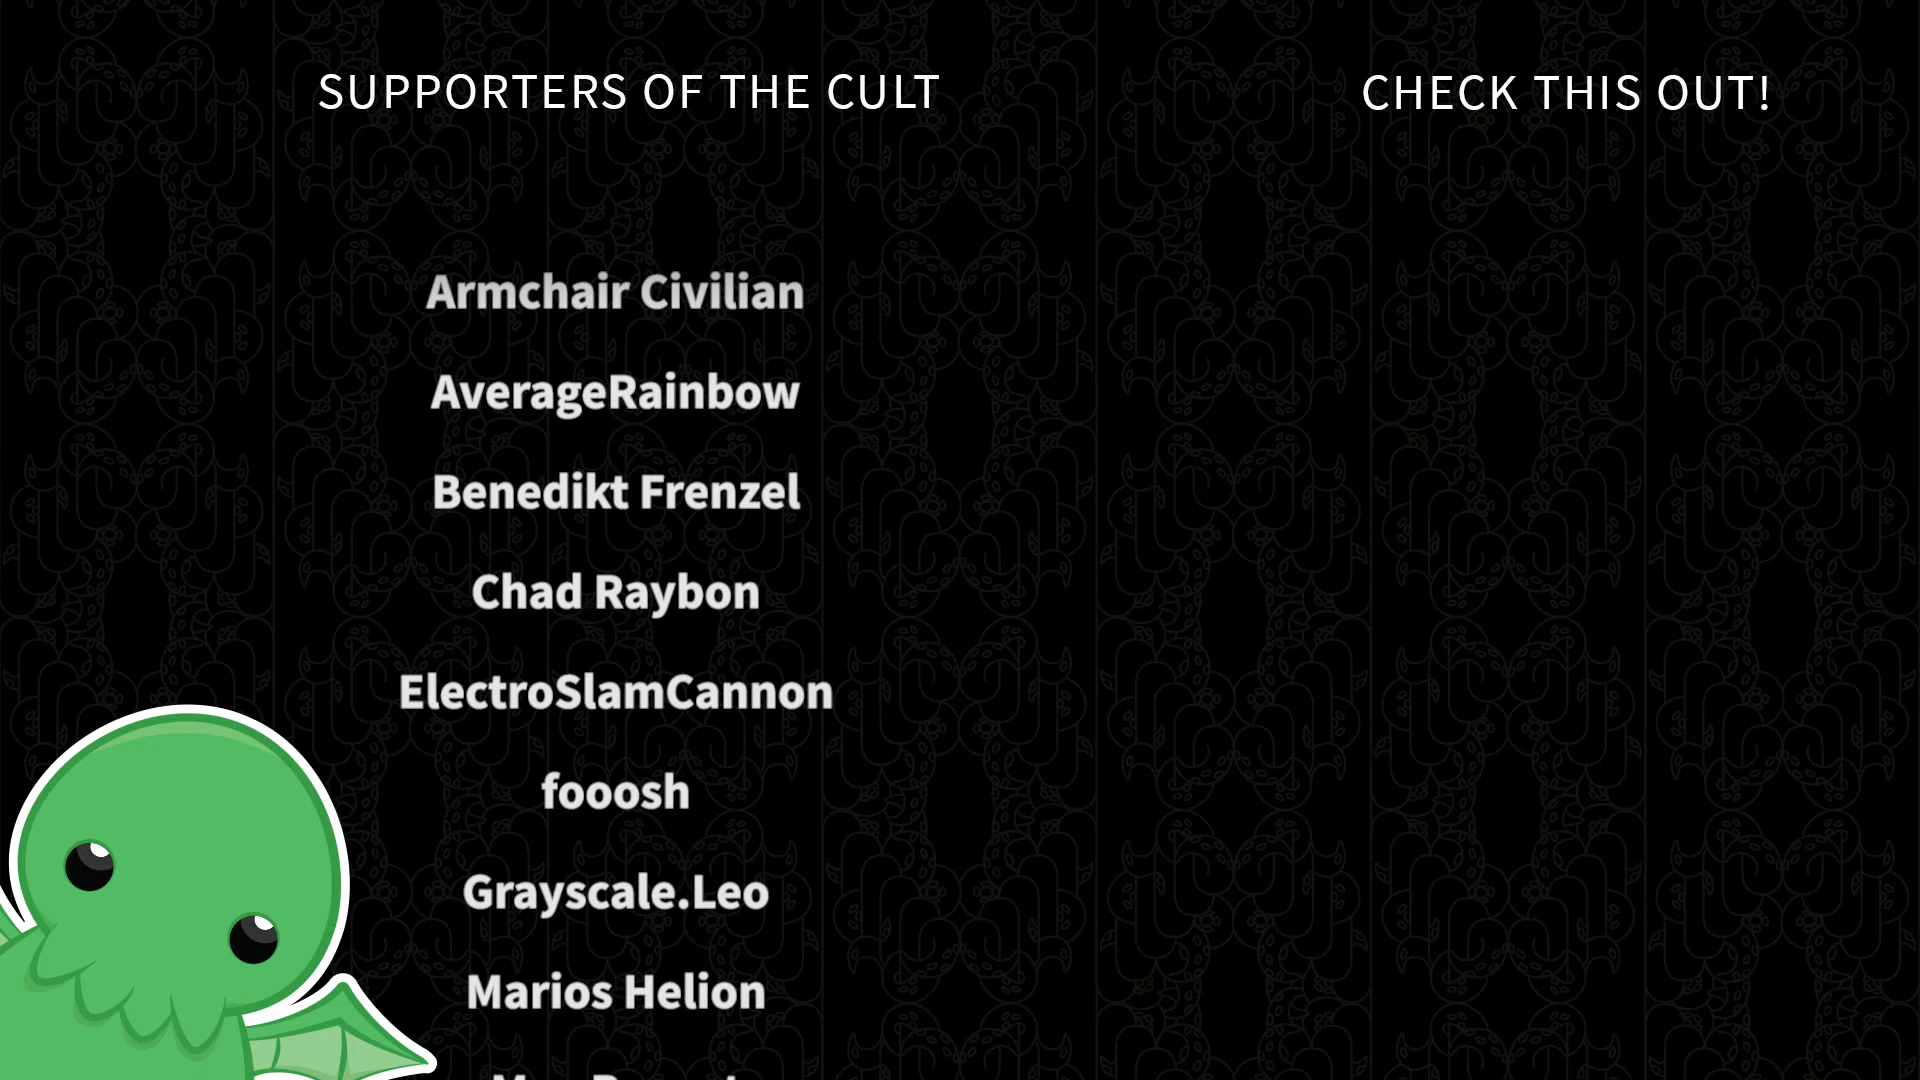 SUPPORTERS OF THE CULT
CHECK THIS OUT!
Armchair Civilian
AverageRainbow
Benedikt Frenzel
Chad Raybon
ElectroSlamCannon
fooosh
Grayscale.Leo
Marios Helion